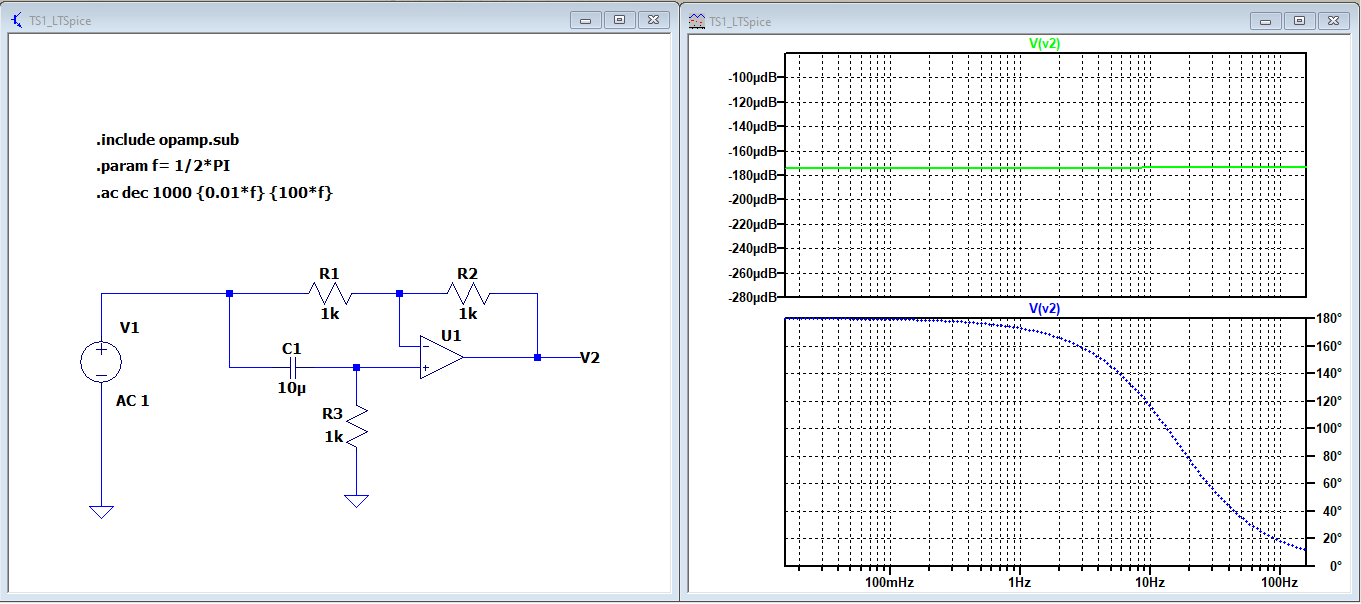 TS1_LTSpice
.include opamp.sub
.param f= 1/2*PI
.ac dec 1000 {0.01*f} {100*f}
R1
R2
1k
1k
V1
U1
C1
V2
10µ
AC 1
R3
1k
TS1_LTSpice
V(v2)
-100µdB
-120µdB
-140µdB
-160µdB
-180µdB
-200µdB
-220µdB
-240µdB
-260µdB
-280µdB
V(v2)
180°
160°
140°
120°
100°
80°
60°
40°
20°
0°
100mHz 1Hz 10Hz 100Hz